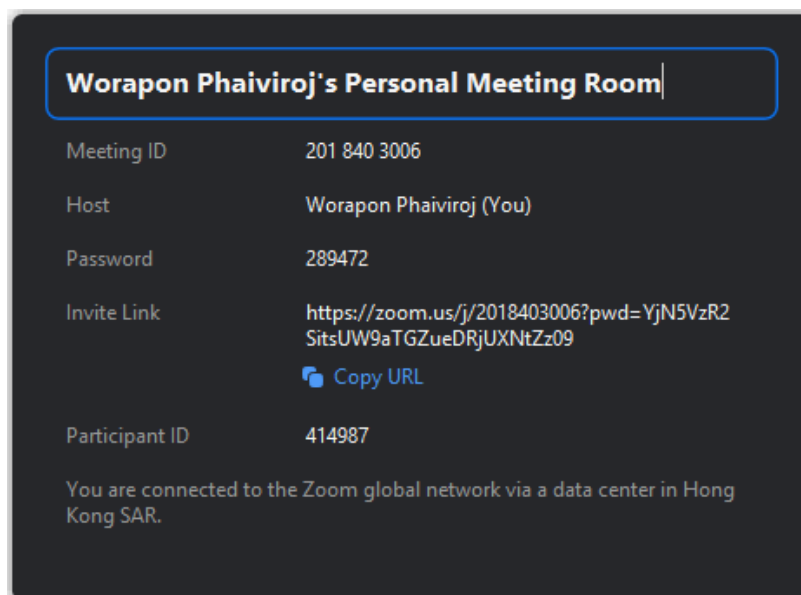 Worapon Phaiviroj's Personal Meeting Room
Meeting ID 201 840 3006
Host Worapon Phaiviroj (You)
Password 289472
Invite Link https://zoom.us/j/2018403006?pwd=YjN5VzR2
SitsUW9aTGZueDRjUXNtZz09
Copy URL
Participant ID 414987
You are connected to the Zoom global network via a data center in Hong
Kong SAR.